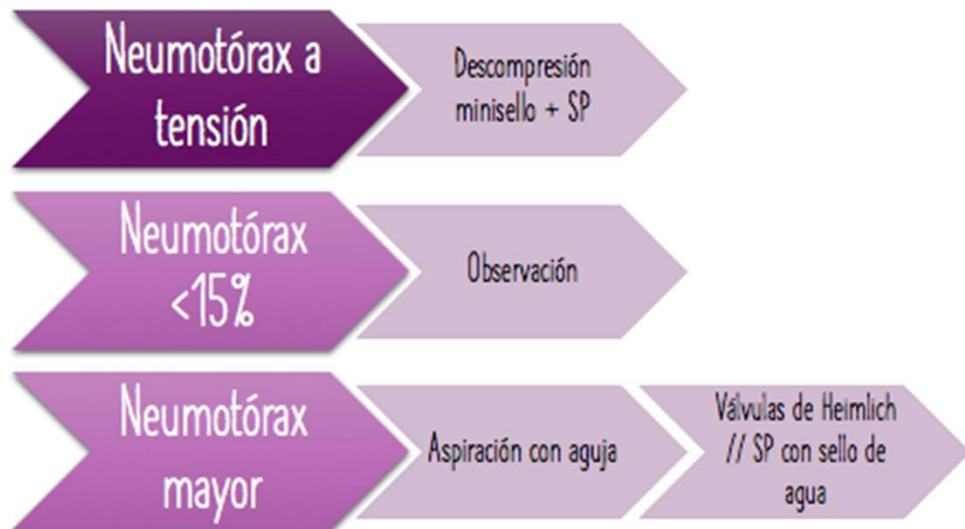 Neumotórax a
tensión
Descompresión
minisello + SP
Neumotórax
<15%
Observación
Neumotórax
mayor
Aspiración con aguja
Válvulas de Heimlich
// SP con sello de
agua